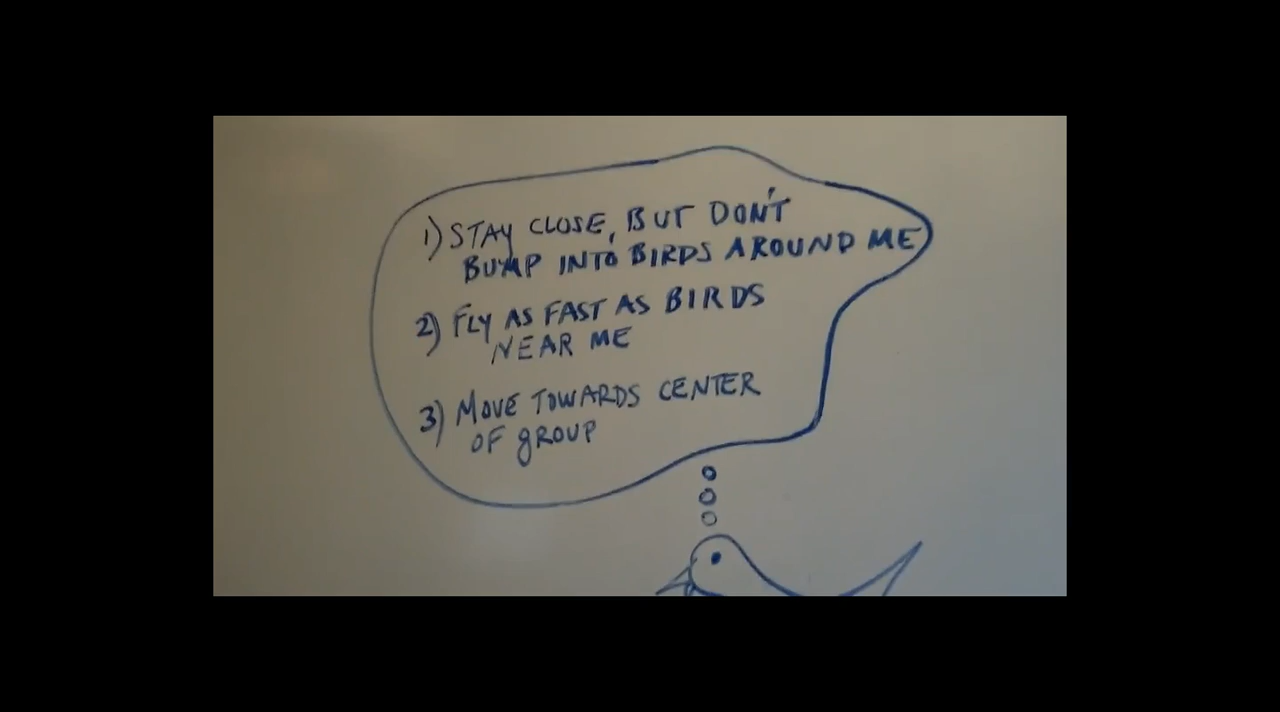 1) STAY CLOSE, BUT DON'T
BUMP INTO BIRDS AROUND ME
2) FLY AS FAST AS BIRDS
NEAR ME
3) MOVE TOWARDS CENTER
OF GROUP